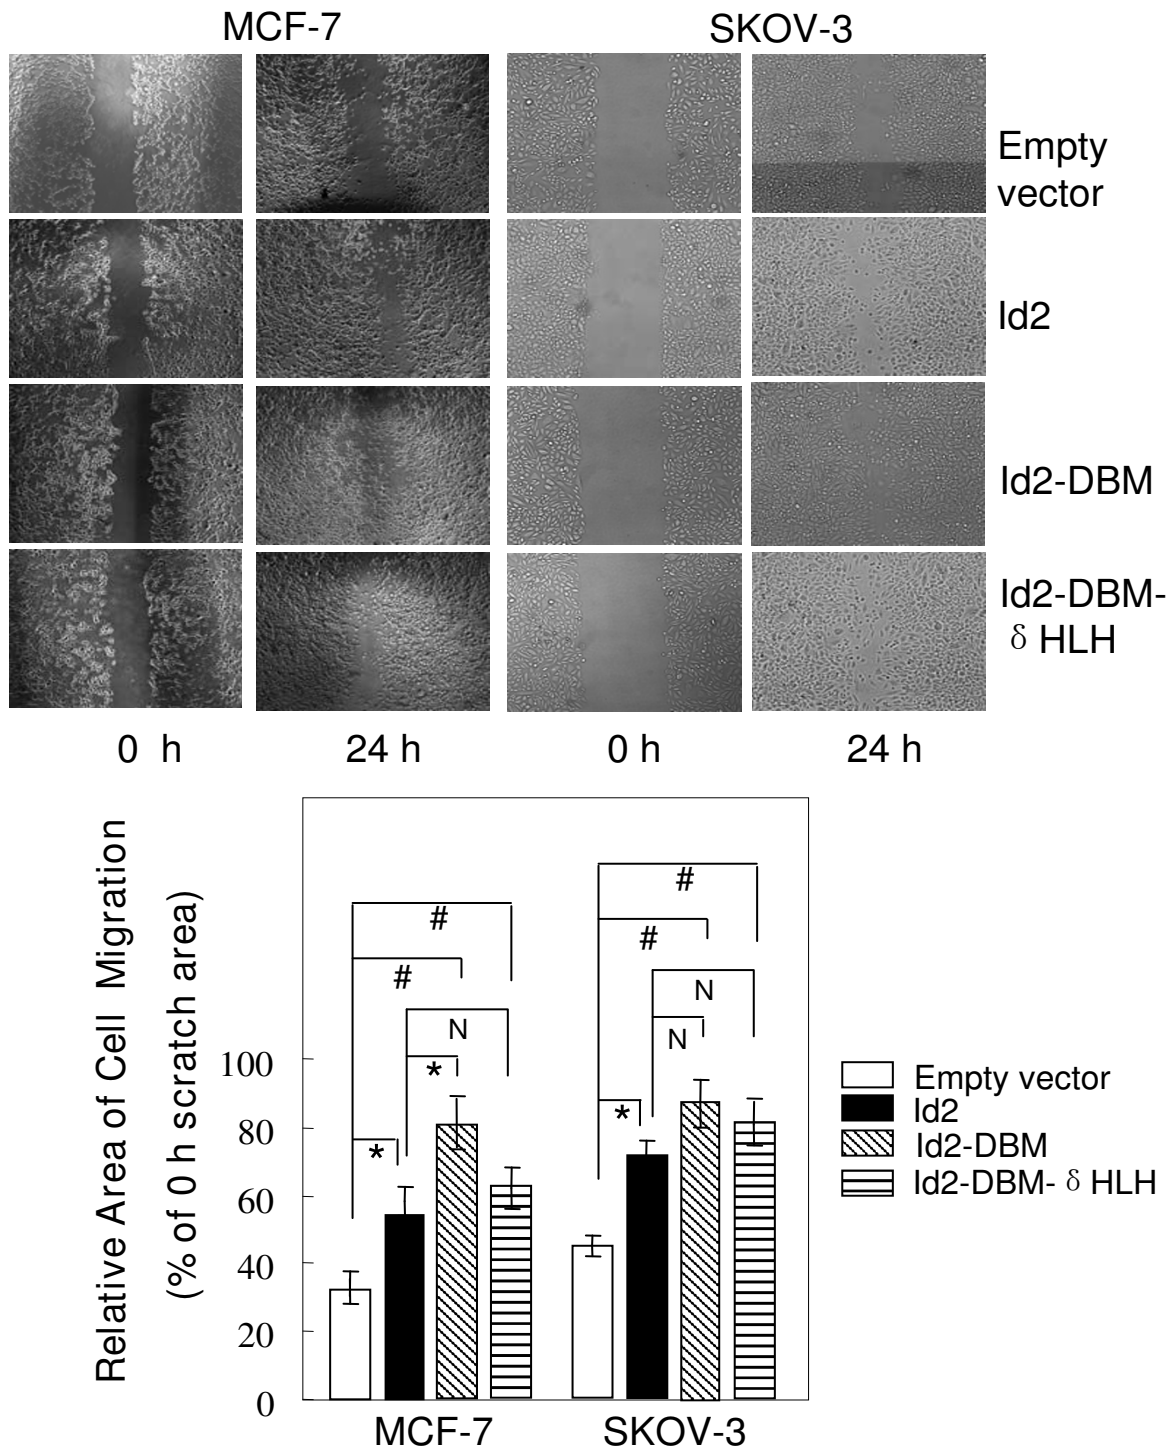 MCF-7
SKOV-3
Empty
vector
Id2
Id2-DBM
Id2-DBM-
δ HLH
0 h
24 h
0 h
24 h
Relative Area of Cell Migration
(% of 0 h scratch area)
100
80
60
40
20
0
#
#
N
*
*
#
#
N
N
*
MCF-7
SKOV-3
Empty vector
Id2
Id2-DBM
Id2-DBM- δ HLH